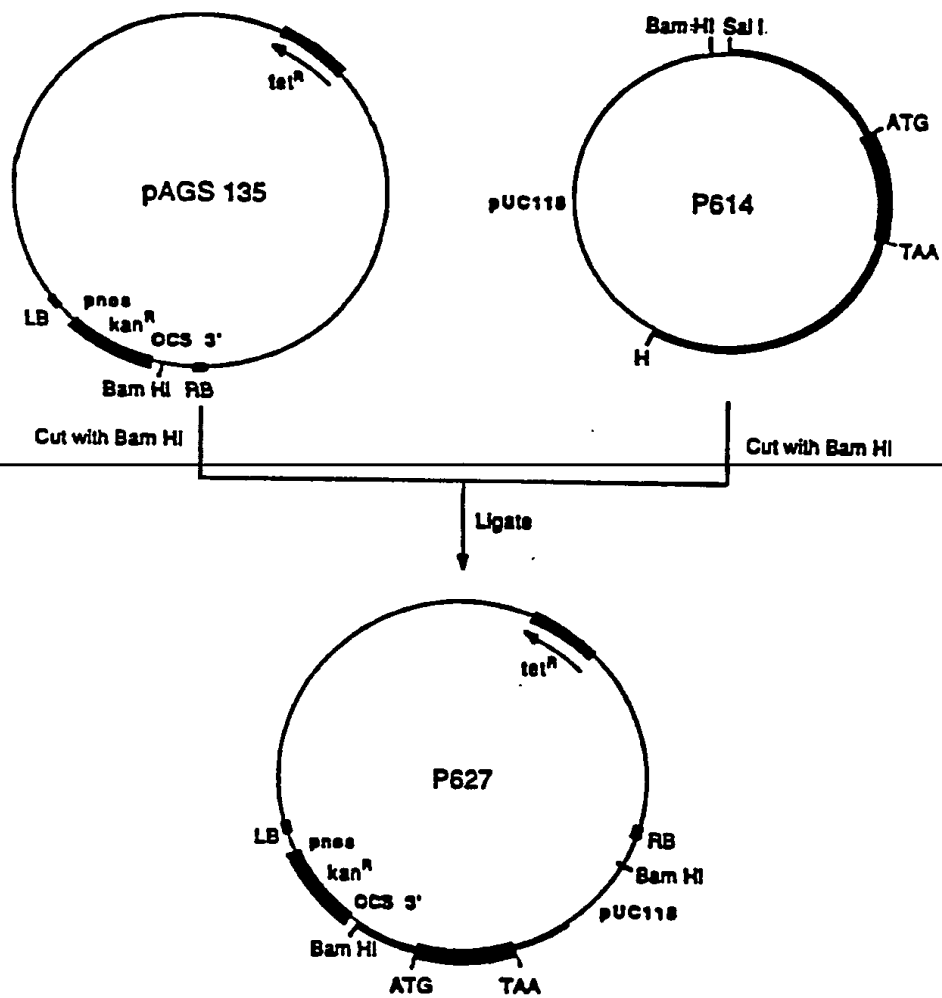 tet^R
pAGS 135
LB
pnos
kan^R
OCS 3'
Bam HI
RB
Cut with Bam HI
Bam-HI
Sal I.
ATG
pUC118
P614
TAA
H
Cut with Bam HI
Ligate
tet^R
P627
LB
pnos
kan^R
OCS 3'
Bam HI
ATG
TAA
pUC118
Bam HI
RB